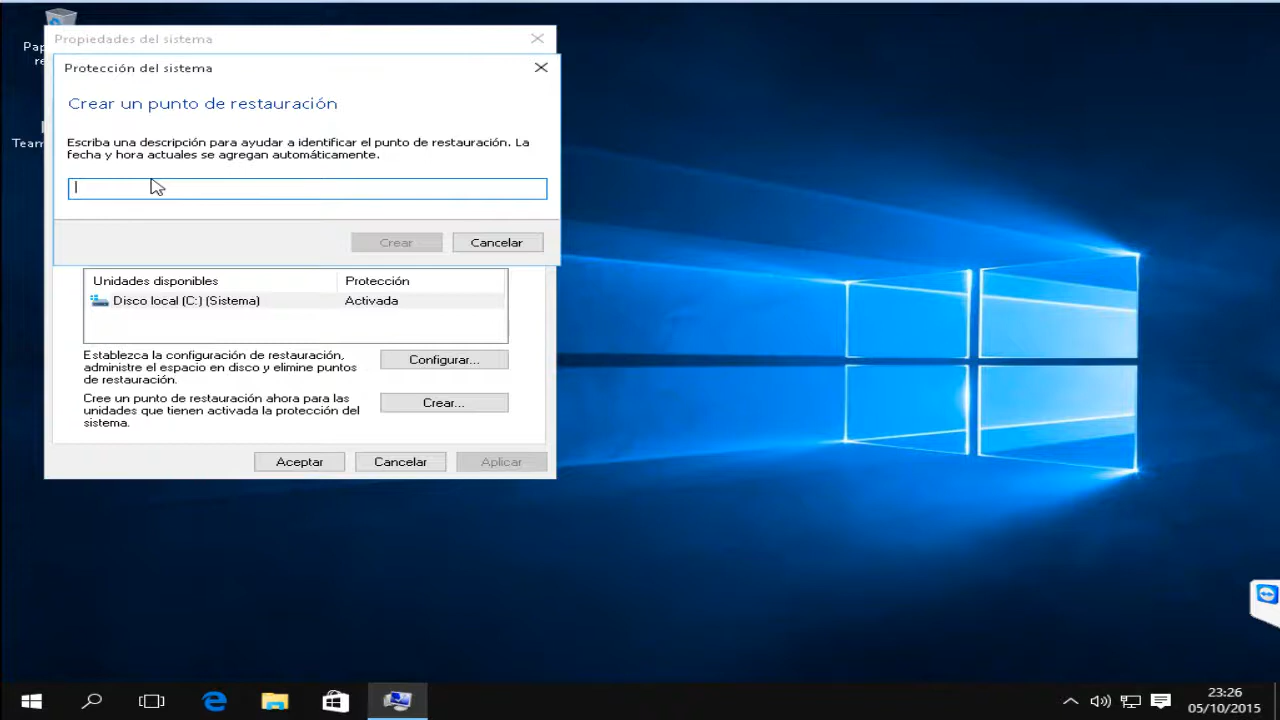 Pap
re
Team
Propiedades del sistema
Protección del sistema
Crear un punto de restauración
Escriba una descripción para ayudar a identificar el punto de restauración. La
fecha y hora actuales se agregan automáticamente.
Crear
Cancelar
Unidades disponibles
Protección
Disco local (C:) (Sistema)
Activada
Establezca la configuración de restauración,
administre el espacio en disco y elimine puntos
de restauración.
Configurar...
Cree un punto de restauración ahora para las
unidades que tienen activada la protección del
sistema.
Crear...
Aceptar
Cancelar
Aplicar
23:26
05/10/2015